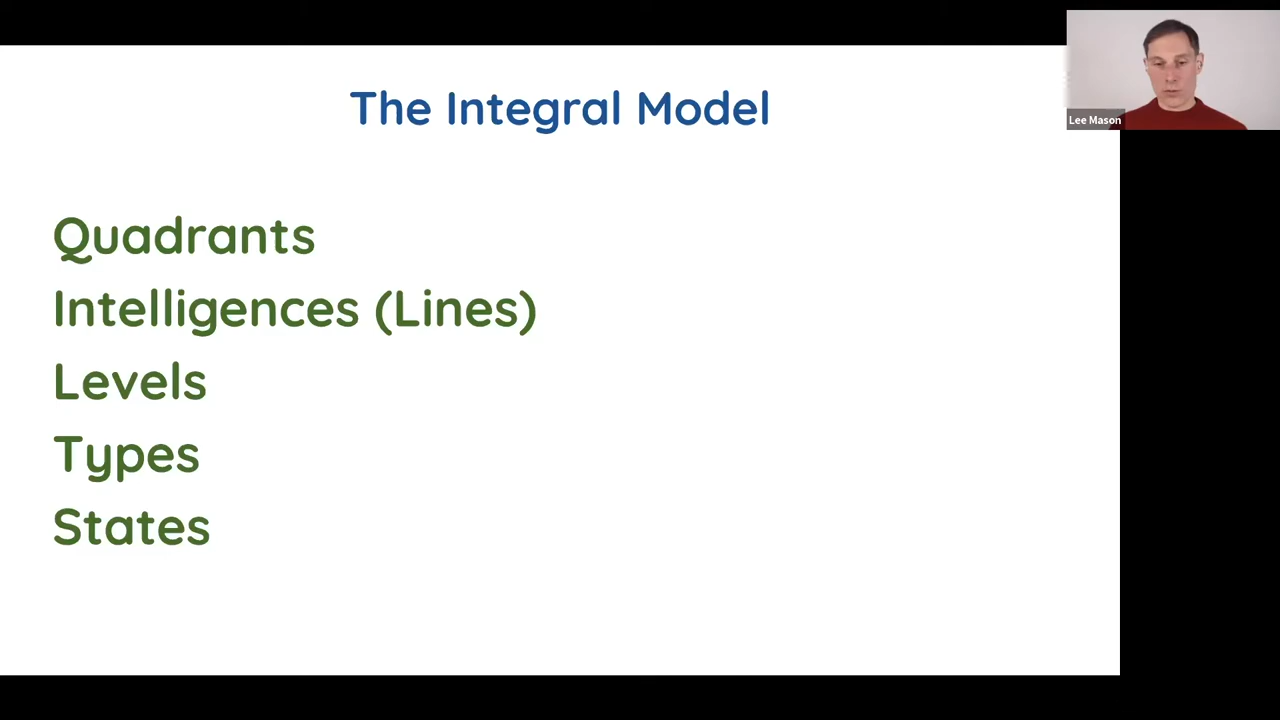 The Integral Model
Lee Mason
Quadrants
Intelligences (Lines)
Levels
Types
States